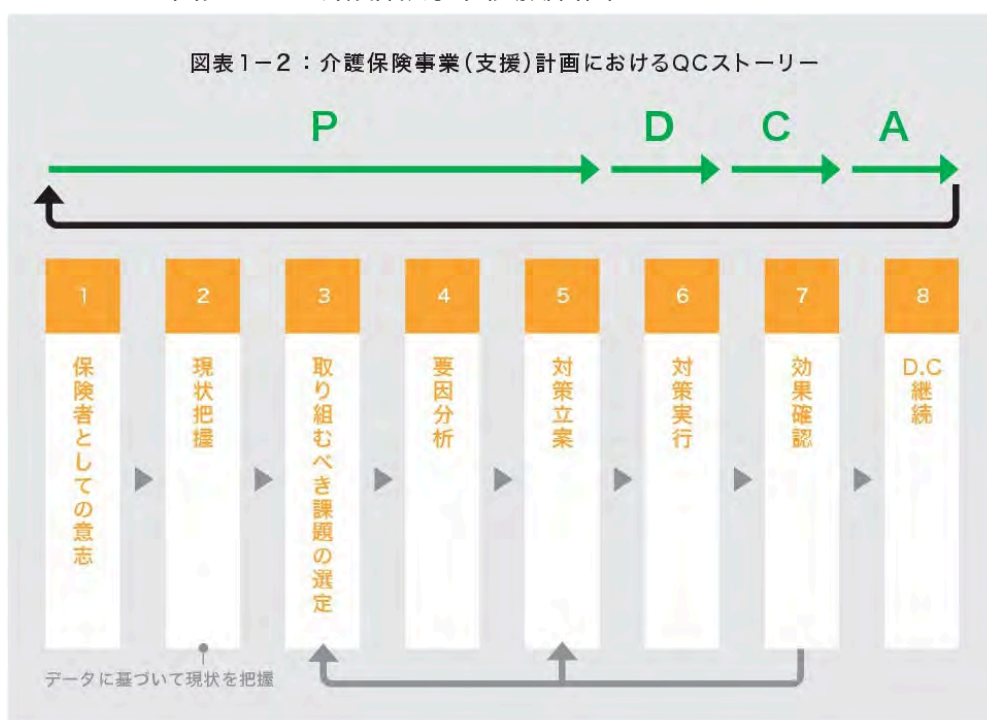 図表1-2：介護保険事業(支援)計画におけるQCストーリー
P
D
C
A
1
2
3
4
5
6
7
8
保険者としての意志
現状把握
取り組むべき課題の選定
要因分析
対策立案
対策実行
効果確認
D.C継続
データに基づいて現状を把握